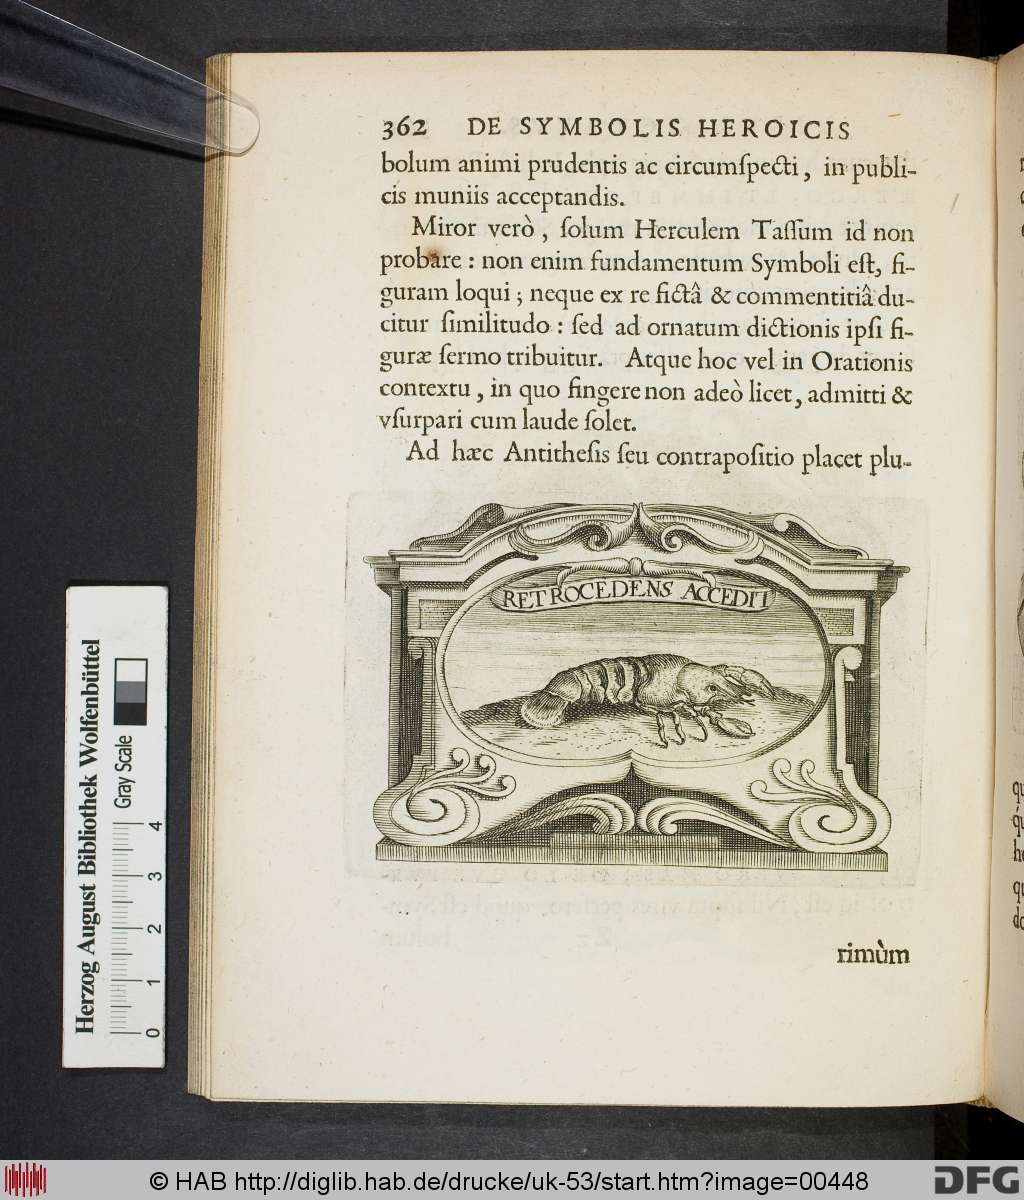 362 DE SYMBOLIS HEROICIS
bolum animi prudentis ac circumſpecti, in publi-
cis muniis acceptandis.
Miror verò, ſolum Herculem Taſſum id non
probare: non enim fundamentum Symboli eſt, fi-
guram loqui; neque ex re fictâ & commentitiâ du-
citur ſimilitudo: ſed ad ornatum dictionis ipſi fi-
guræ ſermo tribuitur. Atque hoc vel in Orationis
contextu, in quo fingere non adeò licet, admitti &
vſurpari cum laude ſolet.
Ad hæc Antitheſis ſeu contrapoſitio placet plu-
RETROCEDENS ACCEDIT
rimùm
Herzog August Bibliothek Wolfenbüttel
Gray Scale
0 1 2 3 4
© HAB http://diglib.hab.de/drucke/uk-53/start.htm?image=00448
DFG